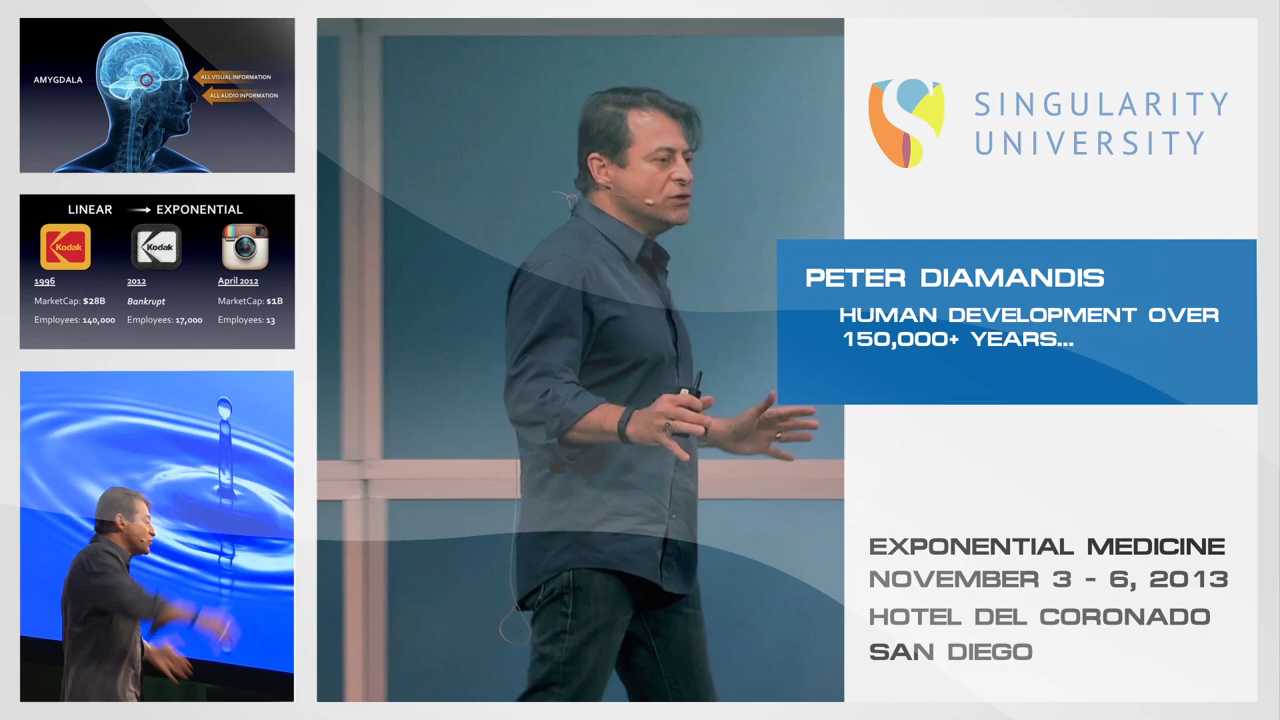 AMYGDALA
ALL VISUAL INFORMATION
ALL AUDIO INFORMATION
LINEAR → EXPONENTIAL
Kodak
Kodak
1996
2012
April 2012
MarketCap: $28B
Bankrupt
MarketCap: $1B
Employees: 140,000
Employees: 17,000
Employees: 13
SINGULARITY
UNIVERSITY
PETER DIAMANDIS
HUMAN DEVELOPMENT OVER
150,000+ YEARS...
EXPONENTIAL MEDICINE
NOVEMBER 3 - 6, 2013
HOTEL DEL CORONADO
SAN DIEGO